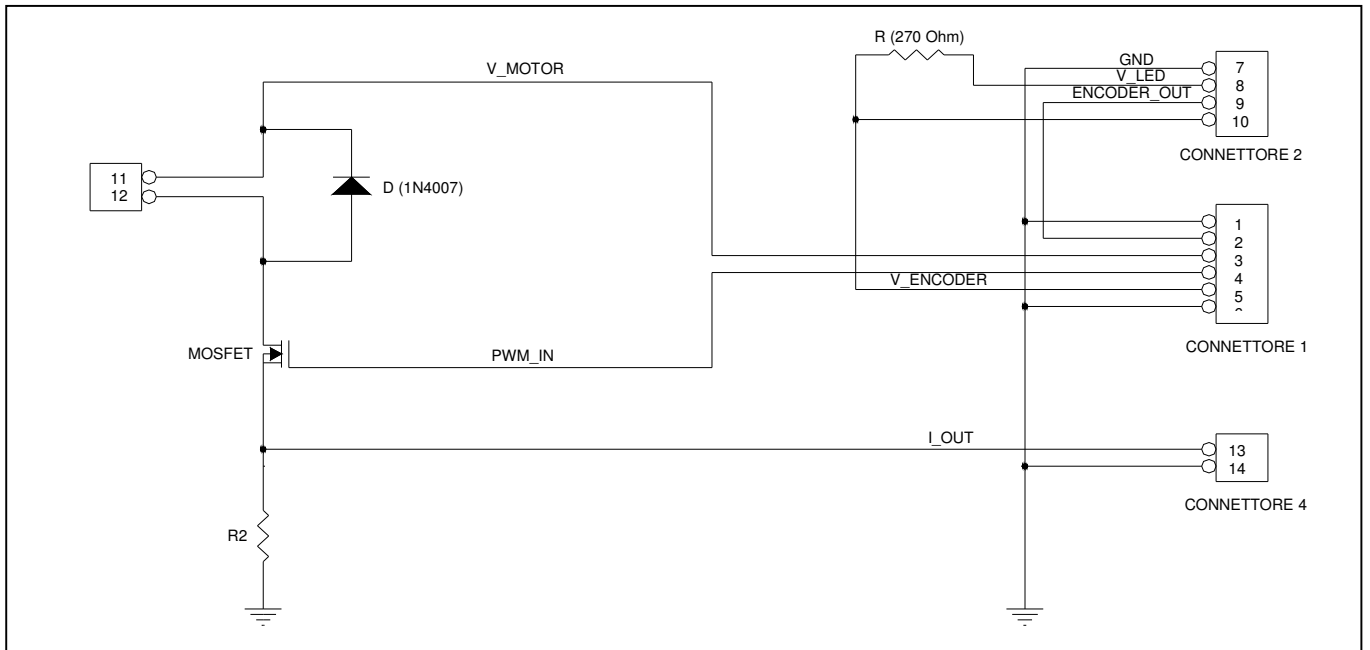 R (270 Ohm)
V_MOTOR
GND
V_LED
ENCODER_OUT
7
8
9
10
CONNETTORE 2
11
12
D (1N4007)
1
2
3
4
5
V_ENCODER
CONNETTORE 1
MOSFET
PWM_IN
I_OUT
13
14
CONNETTORE 4
R2